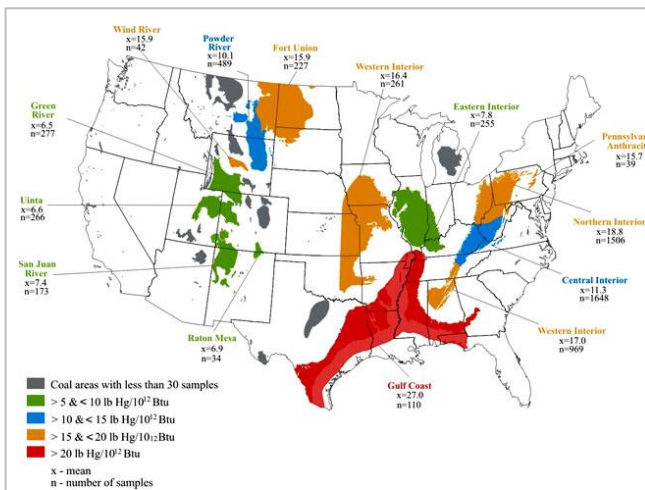 Wind River
x=15.9
n=42
Powder
River
x=10.1
n=489
Fort Union
x=15.9
n=227
Western Interior
x=16.4
n=261
Eastern Interior
x=7.8
n=255
Pennsylvan
Anthracit
x=15.7
n=39
Green
River
x=6.5
n=277
Uinta
x=6.6
n=266
Northern Interior
x=18.8
n=1506
San Juan
River
x=7.4
n=173
Central Interior
x=11.3
n=1648
Raton Mesa
x=6.9
n=34
Western Interior
x=17.0
n=969
Gulf Coast
x=27.0
n=110
Coal areas with less than 30 samples
> 5 & < 10 lb Hg/10¹² Btu
> 10 & < 15 lb Hg/10¹² Btu
> 15 & < 20 lb Hg/10₁₂ Btu
> 20 lb Hg/10¹² Btu
x - mean
n - number of samples